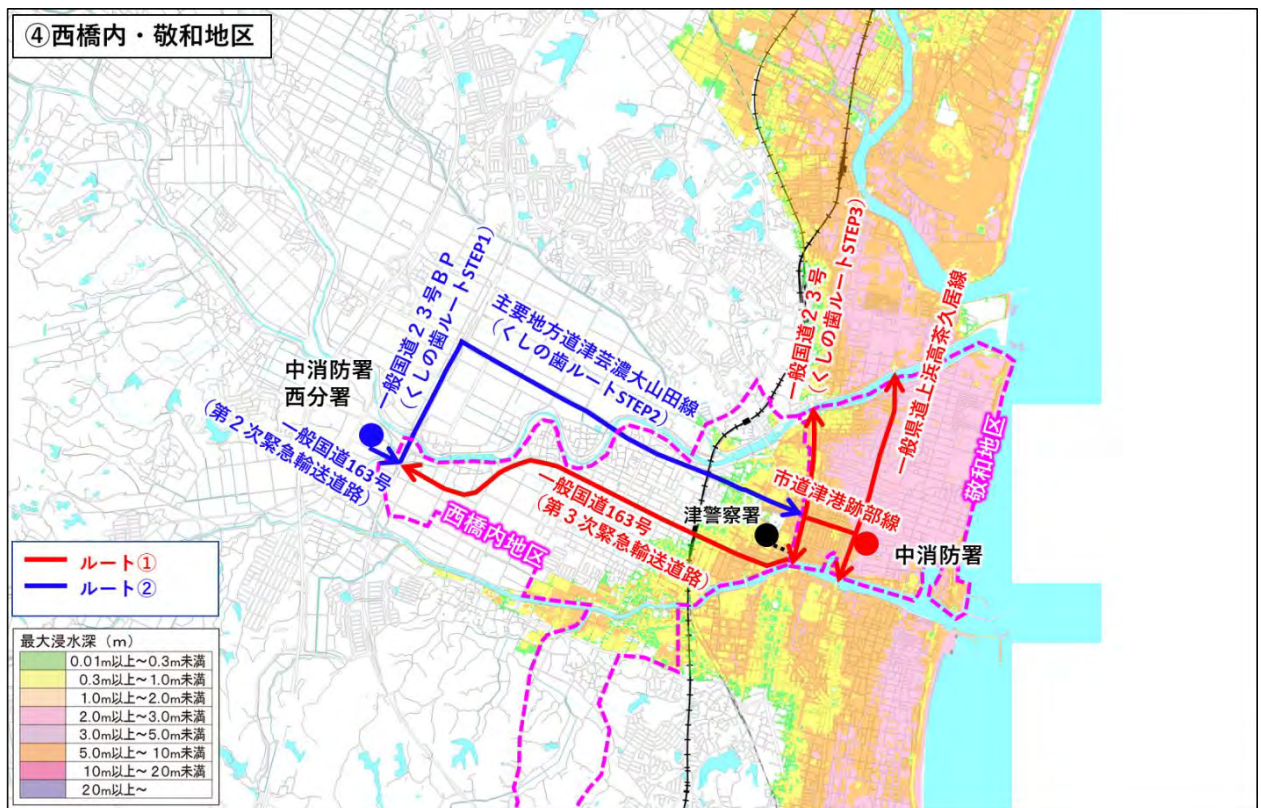 ④西橋内・敬和地区
一般国道２３号ＢＰ
（くしの歯ルートSTEP1）
主要地方道津芸濃大山田線
（くしの歯ルートSTEP2）
一般国道２３号
（くしの歯ルートSTEP3）
一般県道上浜高茶久居線
中消防署
西分署
一般国道163号
（第２次緊急輸送道路）
敬和地区
市道津港跡部線
一般国道163号
（第３次緊急輸送道路）
津警察署
中消防署
西橋内地区
ルート①
ルート②
最大浸水深（m）
0.01m以上～0.3m未満
0.3m以上～1.0m未満
1.0m以上～2.0m未満
2.0m以上～3.0m未満
3.0m以上～5.0m未満
5.0m以上～10m未満
10m以上～20m未満
20m以上～